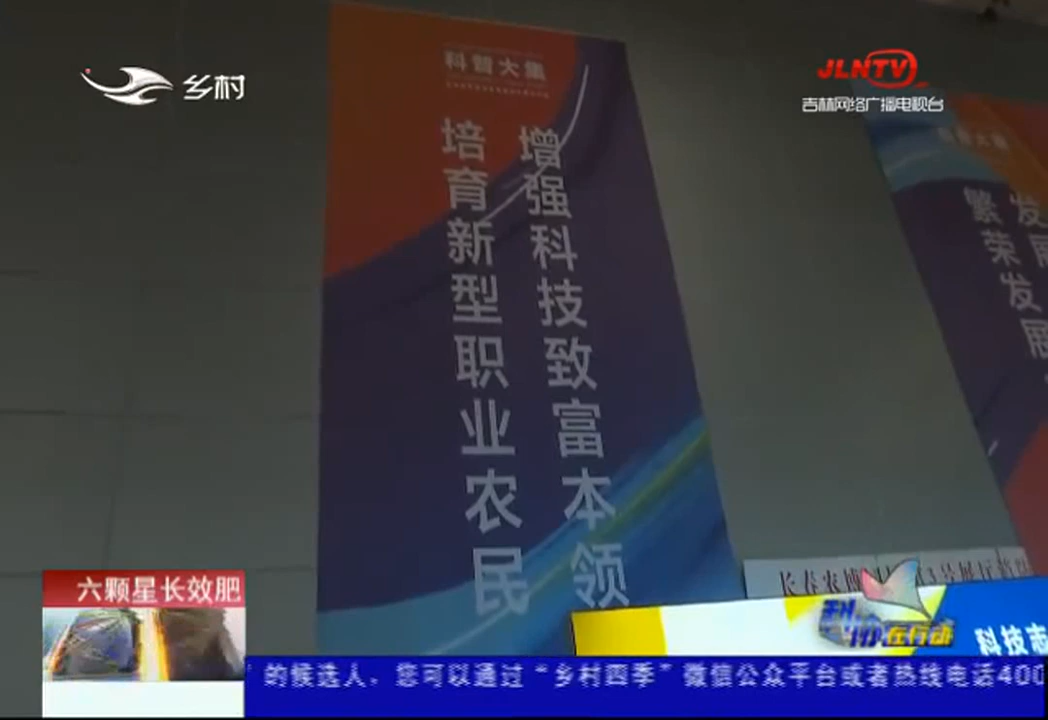 乡村
JLNTV
吉林网络广播电视台
科普大集
增强科技致富本领
培育新型职业农民
发展
繁荣发展
六颗星长效肥
在行动
的候选人，您可以通过“乡村四季”微信公众平台或者热线电话400